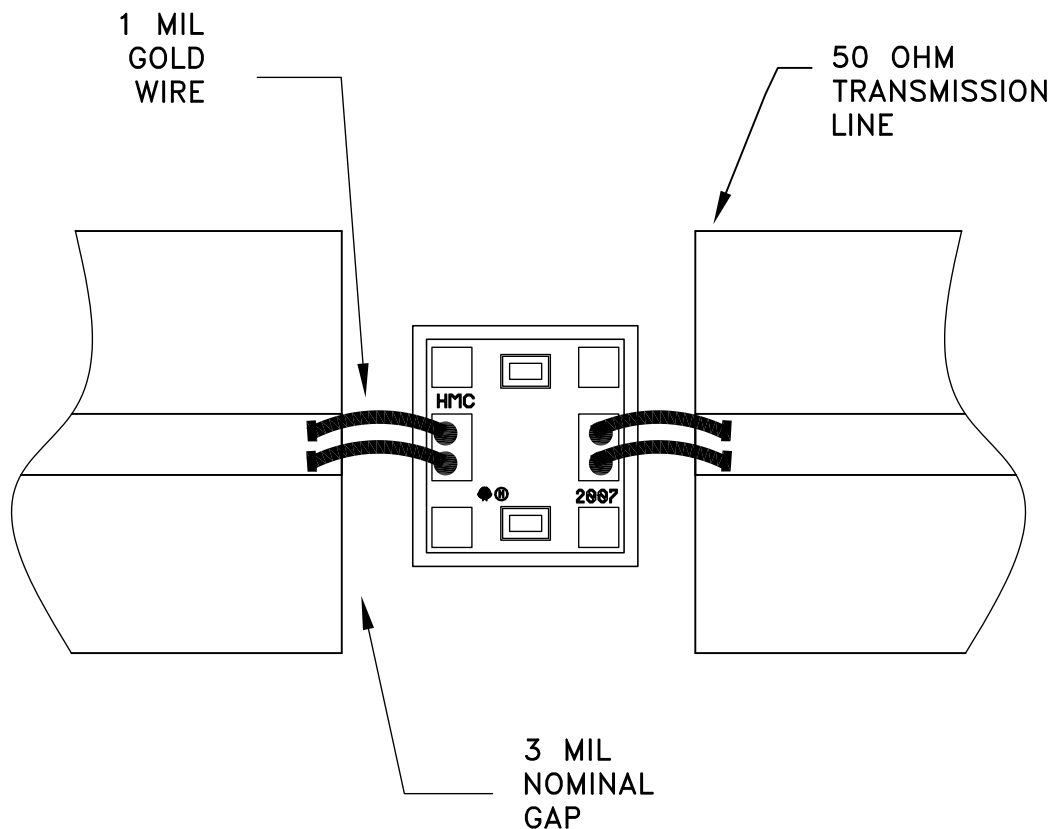 1 MIL
GOLD
WIRE
50 OHM
TRANSMISSION
LINE
HMC
H
2007
3 MIL
NOMINAL
GAP